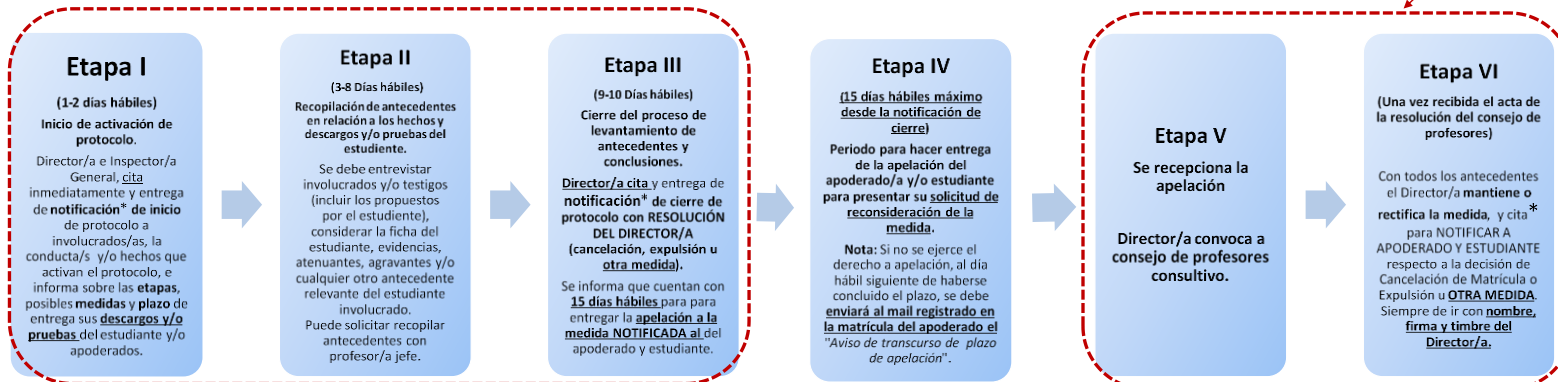 Etapa I
(1-2 Días hábiles)
Inicio de activación de
protocolo.
Director/a e Inspector/a
General, cita
inmediatamente y entrega
de notificación* de inicio
de protocolo a
involucrados/as, la
conducta/s y/o hechos que
activan el protocolo, e
informa sobre las etapas,
posibles medidas y plazo de
entrega sus descargos y/o
pruebas del estudiante y/o
apoderados.
Etapa II
(3-8 Días hábiles)
Recopilación de antecedentes
en relación a los hechos y
descargos y/o pruebas del
estudiante.
Se debe entrevistar
involucrados y/o testigos
(incluir los propuestos
por el estudiante),
considerar la ficha del
estudiante, evidencias,
atenuantes, agravantes y/o
cualquier otro antecedente
relevante del estudiante
involucrado.
Puede solicitar recopilar
antecedentes con
profesor/a jefe.
Etapa III
(9-10 Días hábiles)
Cierre del proceso de
levantamiento de
antecedentes y
conclusiones.
Director/a cita y entrega de
notificación* de cierre de
protocolo con RESOLUCIÓN
DEL DIRECTOR/A
(cancelación, expulsión u
otra medida).
Se informa que cuentan con
15 días hábiles para para
entregar la apelación a la
medida NOTIFICADA al del
apoderado y estudiante.
Etapa IV
(15 días hábiles máximo
desde la notificación de
cierre)
Periodo para hacer entrega
de la apelación del
apoderado/a y/o estudiante
para presentar su solicitud de
reconsideración de la
medida.
Nota: Si no se ejerce el
derecho a apelación, al día
hábil siguiente de haberse
concluido el plazo, se debe
enviará al mail registrado en
la matrícula del apoderado el
"Aviso de transcurso de plazo
de apelación".
Etapa V
Se recepciona la
apelación
Director/a convoca a
consejo de profesores
consultivo.
Etapa VI
(Una vez recibida el acta de
la resolución del consejo de
profesores)
Con todos los antecedentes
el Director/a mantiene o
rectifica la medida, y cita*
para NOTIFICAR A
APODERADO Y ESTUDIANTE
respecto a la decisión de
Cancelación de Matrícula o
Expulsión u OTRA MEDIDA.
Siempre de ir con nombre,
firma y timbre del
Director/a.